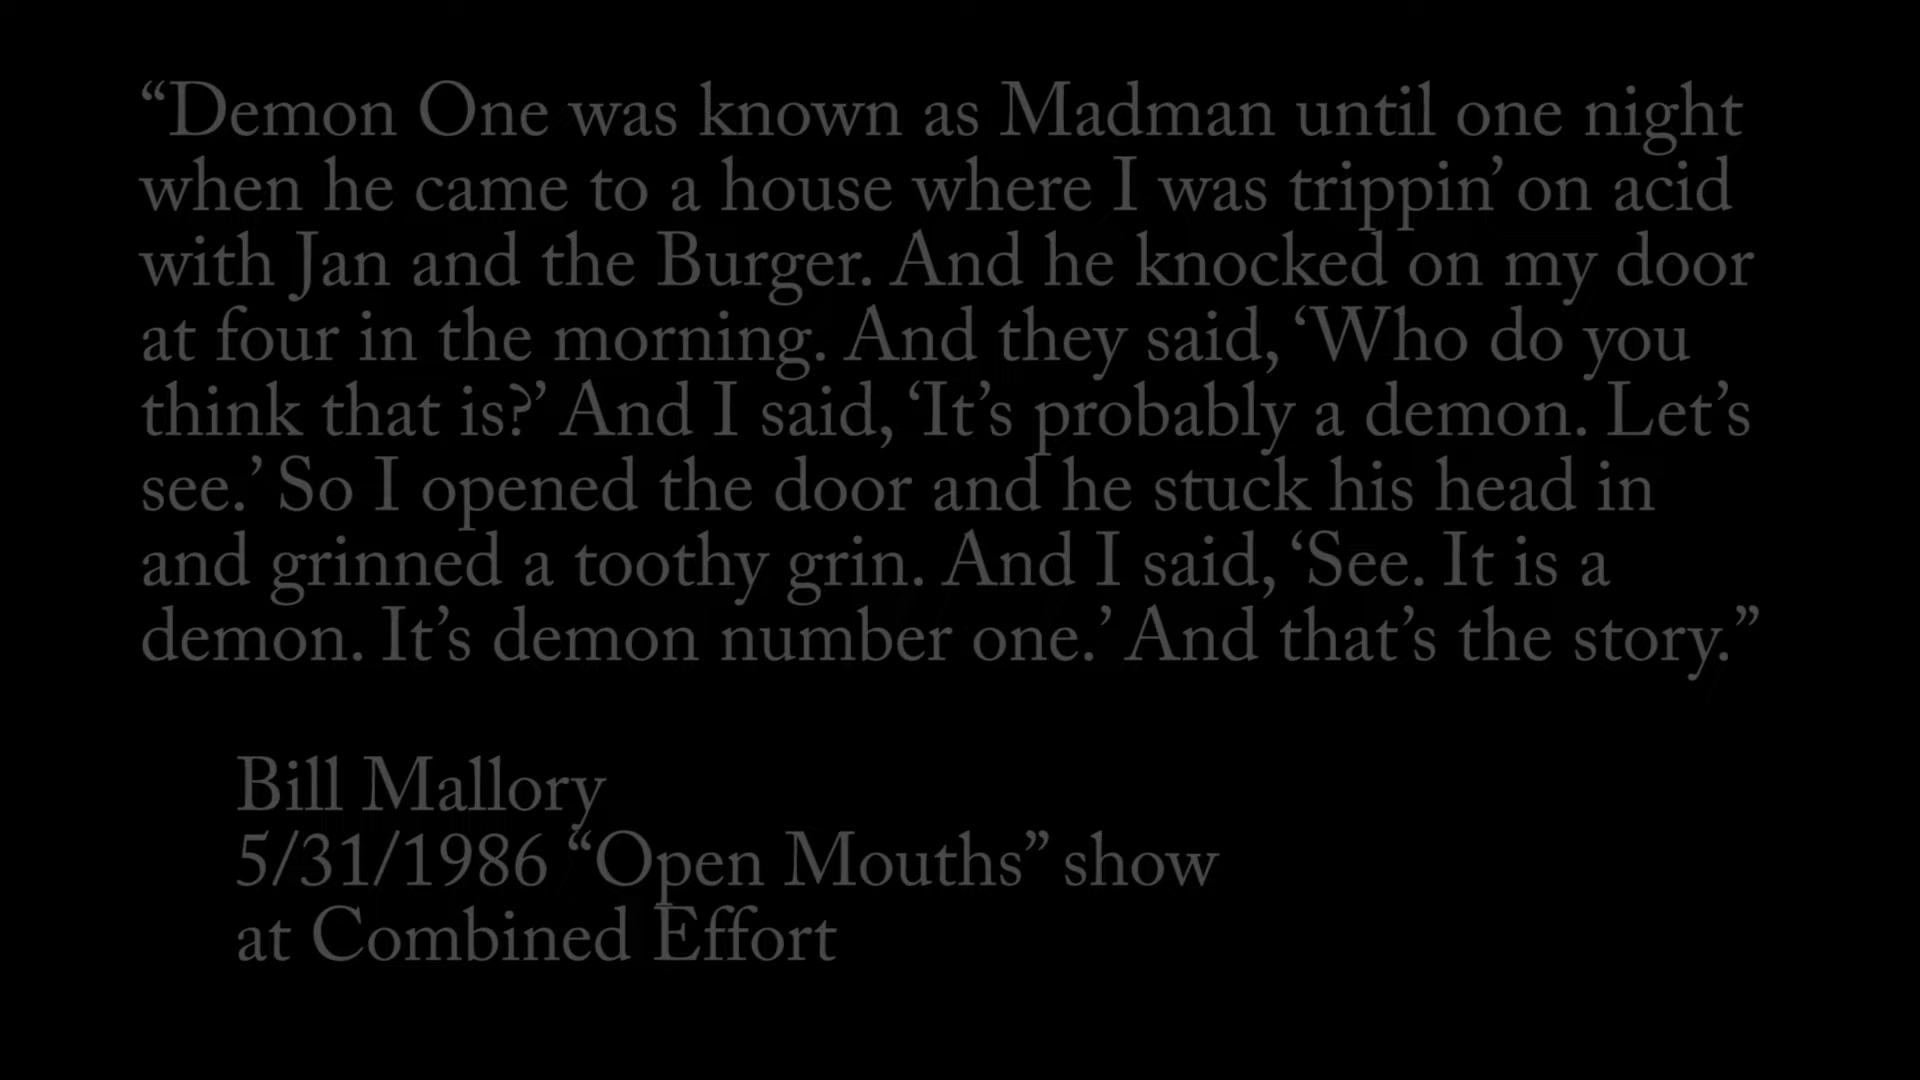 “Demon One was known as Madman until one night
when he came to a house where I was trippin’ on acid
with Jan and the Burger. And he knocked on my door
at four in the morning. And they said, ‘Who do you
think that is?’ And I said, ‘It’s probably a demon. Let’s
see.’ So I opened the door and he stuck his head in
and grinned a toothy grin. And I said, ‘See. It is a
demon. It’s demon number one.’ And that’s the story.”
Bill Mallory
5/31/1986 “Open Mouths” show
at Combined Effort